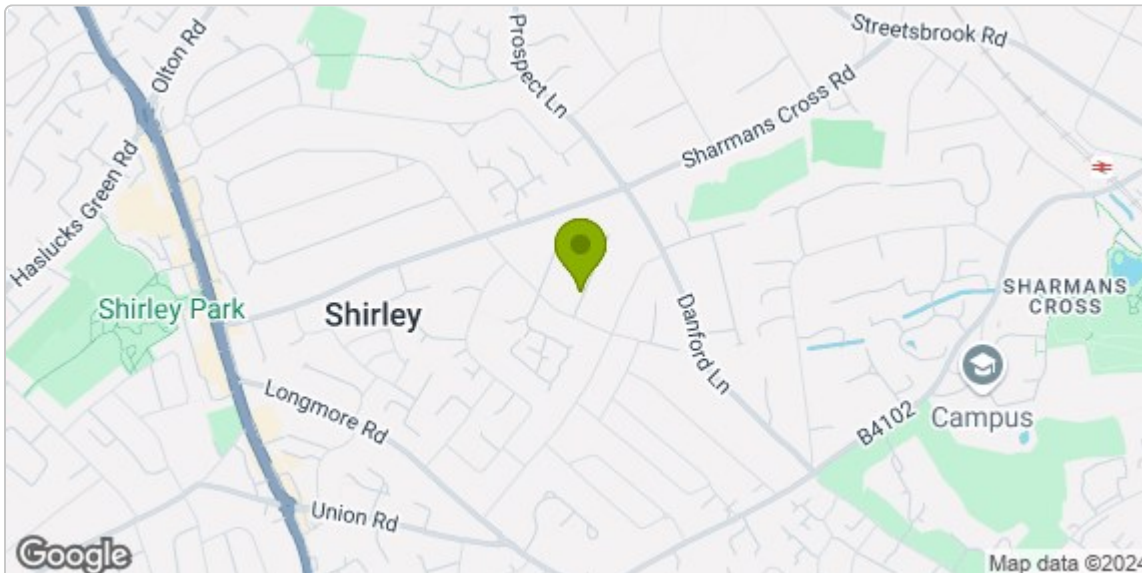 Olton Rd
Prospect Ln
Streetsbrook Rd
Sharmans Cross Rd
Haslucks Green Rd
Shirley Park
Shirley
SHARMANS
CROSS
Danford Ln
Longmore Rd
B4102
Campus
Union Rd
Google
Map data ©2024